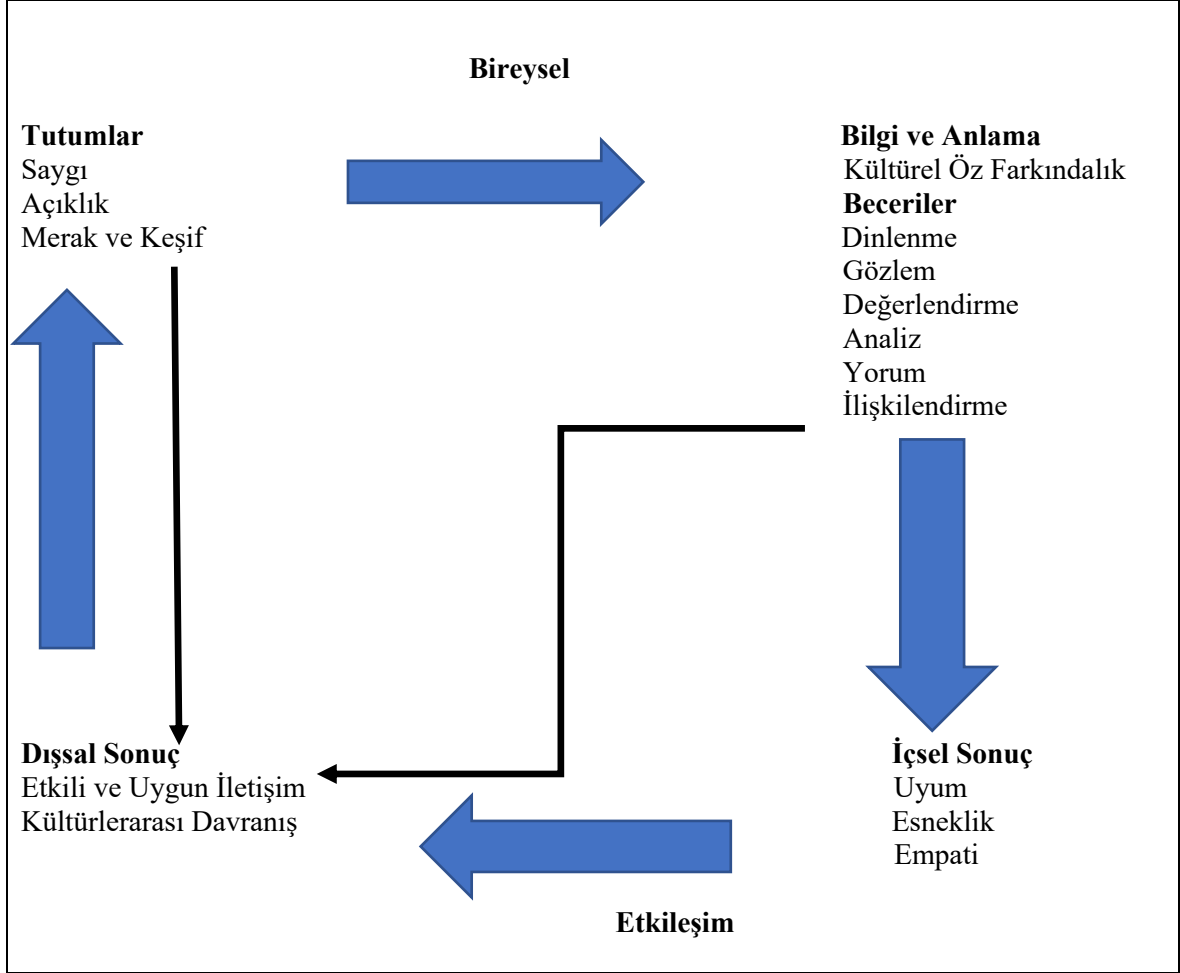 Bireysel
Tutumlar
Saygı
Açıklık
Merak ve Keşif
Bilgi ve Anlama
Kültürel Öz Farkındalık
Beceriler
Dinlenme
Gözlem
Değerlendirme
Analiz
Yorum
İlişkilendirme
Dışsal Sonuç
Etkili ve Uygun İletişim
Kültürlerarası Davranış
İçsel Sonuç
Uyum
Esneklik
Empati
Etkileşim